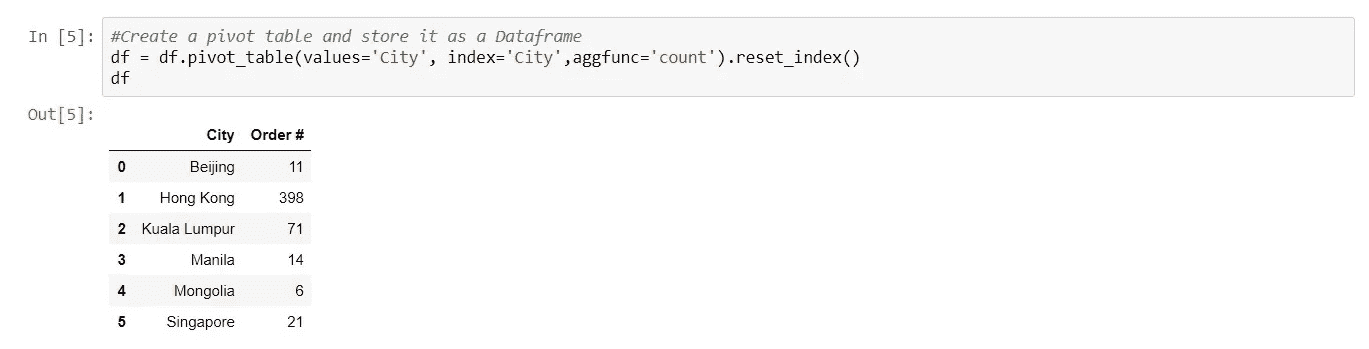 In [5]: #Create a pivot table and store it as a Dataframe
df = df.pivot_table(values='City', index='City',aggfunc='count').reset_index()
df
Out[5]:
City Order #
0 Beijing 11
1 Hong Kong 398
2 Kuala Lumpur 71
3 Manila 14
4 Mongolia 6
5 Singapore 21